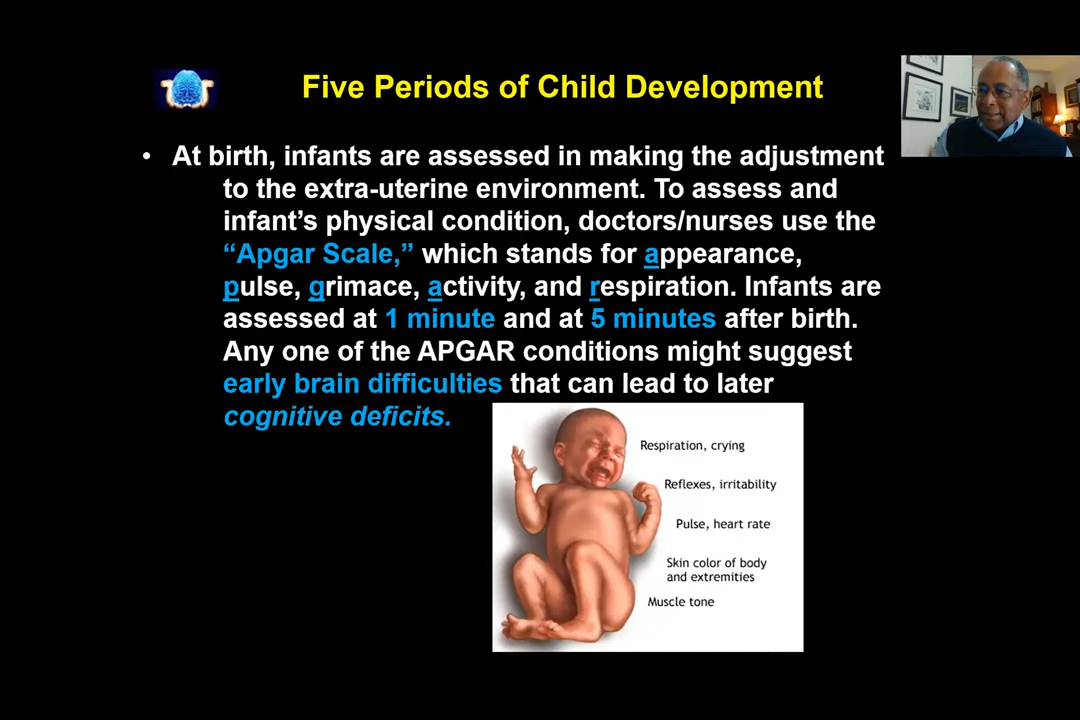 Five Periods of Child Development
• At birth, infants are assessed in making the adjustment
to the extra-uterine environment. To assess and
infant’s physical condition, doctors/nurses use the
“Apgar Scale,” which stands for appearance,
pulse, grimace, activity, and respiration. Infants are
assessed at 1 minute and at 5 minutes after birth.
Any one of the APGAR conditions might suggest
early brain difficulties that can lead to later
cognitive deficits.
Respiration, crying
Reflexes, irritability
Pulse, heart rate
Skin color of body
and extremities
Muscle tone